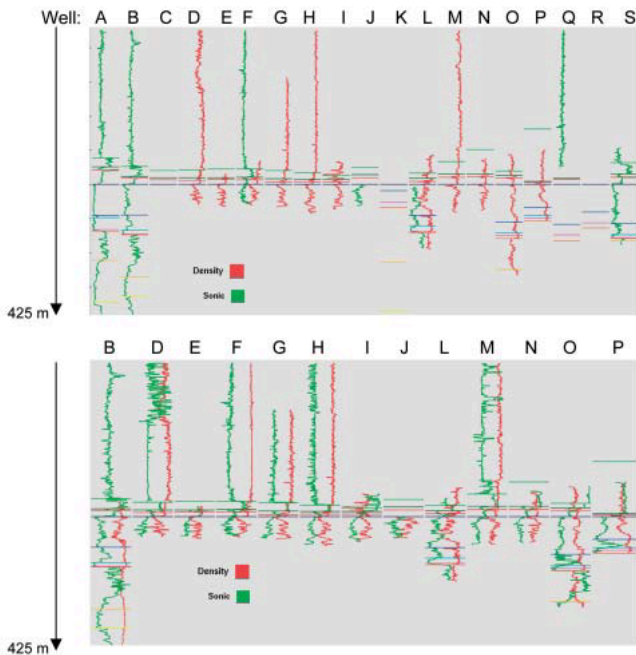 Well: A B C D E F G H I J K L M N O P Q R S
Density
Sonic
425 m
B D E F G H I J L M N O P
Density
Sonic
425 m